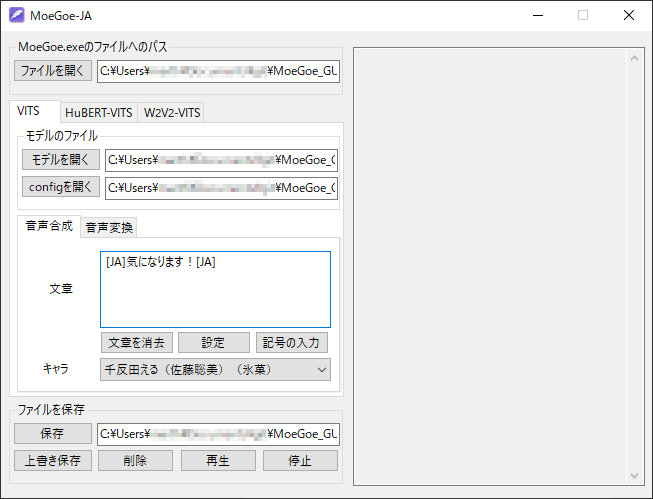 MoeGoe-JA
MoeGoe.exeのファイルへのパス
ファイルを開く C:¥Users¥ ¥MoeGoe_GU
VITS HuBERT-VITS W2V2-VITS
モデルのファイル
モデルを開く C:¥Users¥ ¥MoeGoe_G
configを開く C:¥Users¥ ¥MoeGoe_G
音声合成 音声変換
文章 [JA]気になります！[JA]
文章を消去 設定 記号の入力
キャラ 千反田える（佐藤聡美）（氷菓）
ファイルを保存
保存 C:¥Users¥ ¥MoeGoe_GU
上書き保存 削除 再生 停止